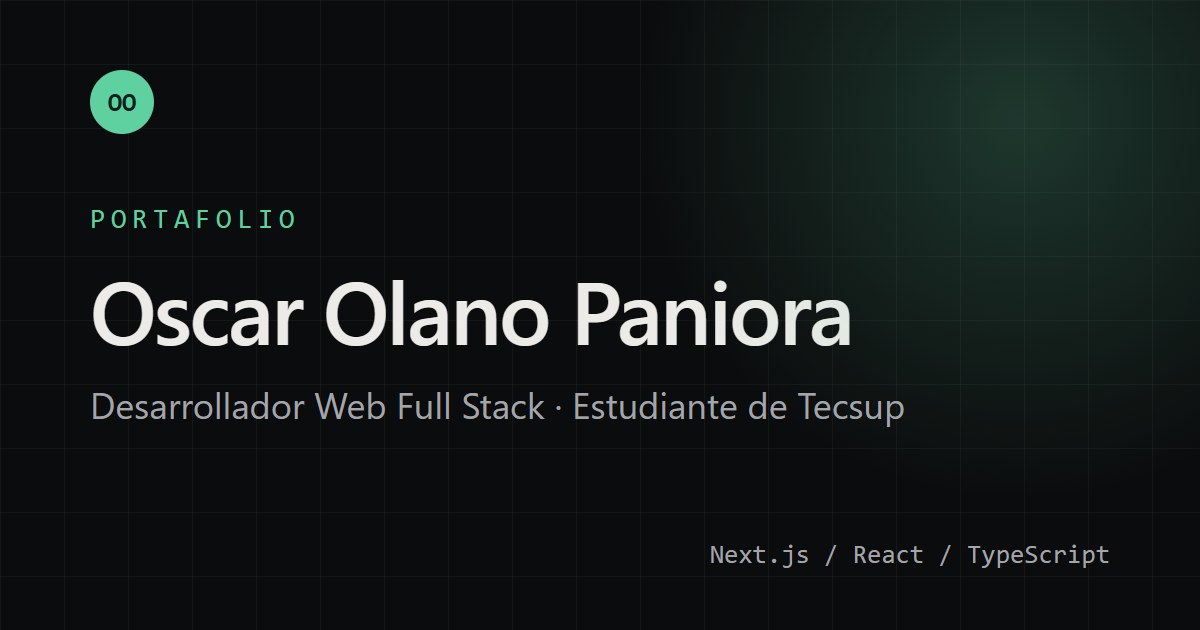 OO
PORTAFOLIO
Oscar Olano Paniora
Desarrollador Web Full Stack · Estudiante de Tecsup
Next.js / React / TypeScript